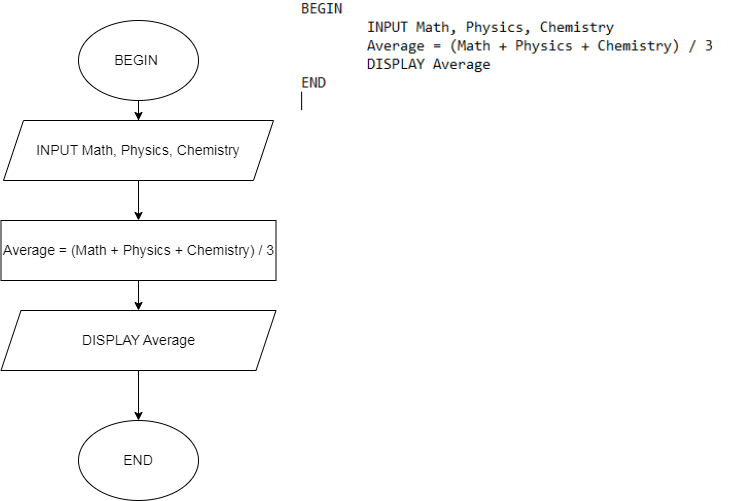 BEGIN
INPUT Math, Physics, Chemistry
Average = (Math + Physics + Chemistry) / 3
DISPLAY Average
END
BEGIN
INPUT Math, Physics, Chemistry
Average = (Math + Physics + Chemistry) / 3
DISPLAY Average
END